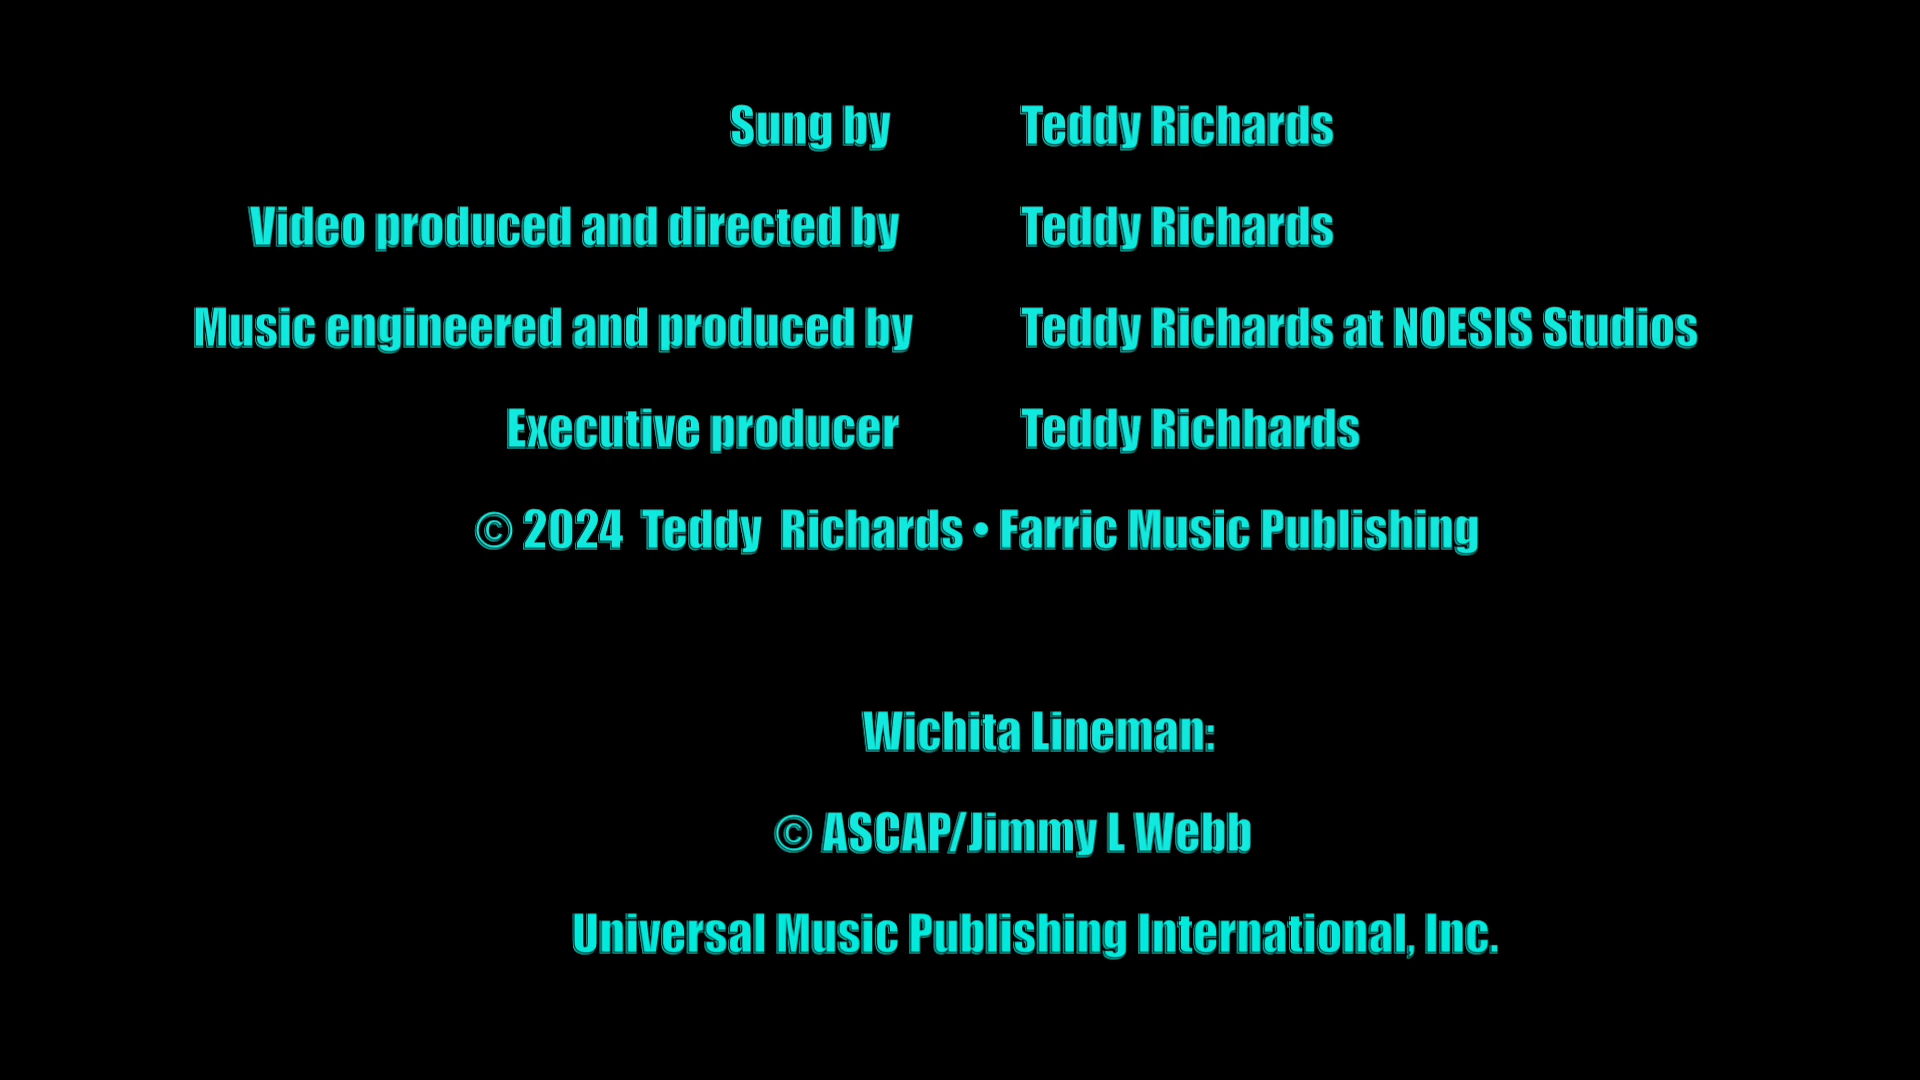 Sung by Teddy Richards
Video produced and directed by Teddy Richards
Music engineered and produced by Teddy Richards at NOESIS Studios
Executive producer Teddy Richhards
© 2024 Teddy Richards • Farric Music Publishing
Wichita Lineman:
© ASCAP/Jimmy L Webb
Universal Music Publishing International, Inc.